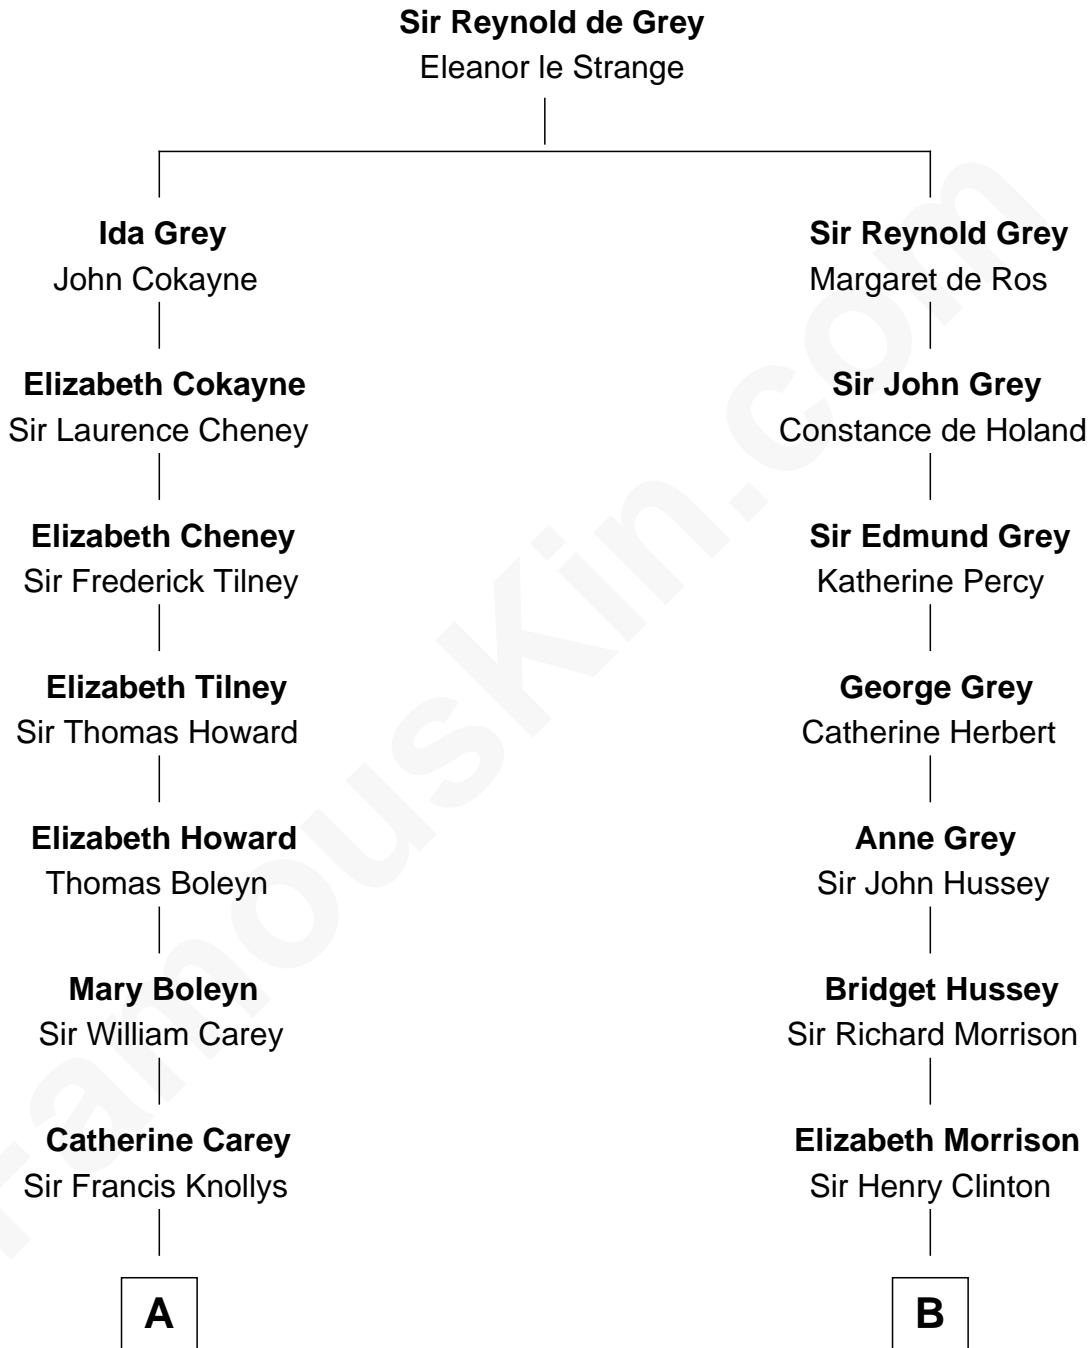 Sir Reynold de Grey
Eleanor le Strange
Ida Grey
John Cokayne
Sir Reynold Grey
Margaret de Ros
Elizabeth Cokayne
Sir Laurence Cheney
Sir John Grey
Constance de Holand
Elizabeth Cheney
Sir Frederick Tilney
Sir Edmund Grey
Katherine Percy
Elizabeth Tilney
Sir Thomas Howard
George Grey
Catherine Herbert
Elizabeth Howard
Thomas Boleyn
Anne Grey
Sir John Hussey
Mary Boleyn
Sir William Carey
Bridget Hussey
Sir Richard Morrison
Catherine Carey
Sir Francis Knollys
Elizabeth Morrison
Sir Henry Clinton
A
B
FamousKin.com